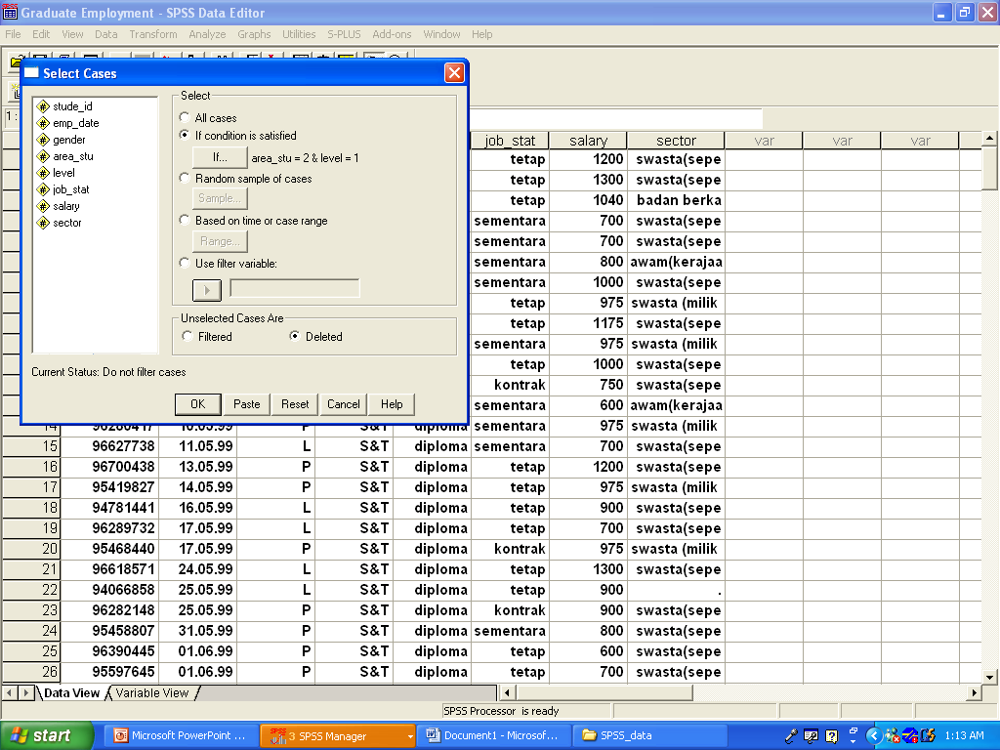 Graduate Employment - SPSS Data Editor
File Edit View Data Transform Analyze Graphs Utilities S-PLUS Add-ons Window Help
Select Cases
stude_id
emp_date
gender
area_stu
level
job_stat
salary
sector
Select
All cases
If condition is satisfied
If... area_stu = 2 & level = 1
Random sample of cases
Sample...
Based on time or case range
Range...
Use filter variable:
Unselected Cases Are
Filtered Deleted
Current Status: Do not filter cases
OK Paste Reset Cancel Help
1 :
job_stat salary sector var var var
tetap 1200 swasta(sepe
tetap 1300 swasta(sepe
tetap 1040 badan berka
sementara 700 swasta(sepe
sementara 700 swasta(sepe
sementara 800 awam(kerajaa
sementara 1000 swasta(sepe
tetap 975 swasta (milik
tetap 1175 swasta(sepe
sementara 975 swasta (milik
tetap 1000 swasta(sepe
kontrak 750 swasta(sepe
sementara 600 awam(kerajaa
14 96280417 10.05.99 P S&T diploma sementara 975 swasta (milik
15 96627738 11.05.99 L S&T diploma sementara 700 swasta(sepe
16 96700438 13.05.99 P S&T diploma tetap 1200 swasta(sepe
17 95419827 14.05.99 P S&T diploma tetap 975 swasta (milik
18 94781441 16.05.99 L S&T diploma tetap 900 swasta(sepe
19 96289732 17.05.99 L S&T diploma tetap 700 swasta(sepe
20 95468440 17.05.99 P S&T diploma kontrak 975 swasta (milik
21 96618571 24.05.99 L S&T diploma tetap 1300 swasta(sepe
22 94066858 25.05.99 L S&T diploma tetap 900 .
23 96282148 25.05.99 P S&T diploma kontrak 900 swasta(sepe
24 95458807 31.05.99 P S&T diploma sementara 800 swasta(sepe
25 96390445 01.06.99 P S&T diploma tetap 600 swasta(sepe
26 95597645 01.06.99 P S&T diploma tetap 700 swasta(sepe
Data View Variable View
SPSS Processor is ready
start Microsoft PowerPoint ... 3 SPSS Manager Document1 - Microsof... SPSS_data 1:13 AM